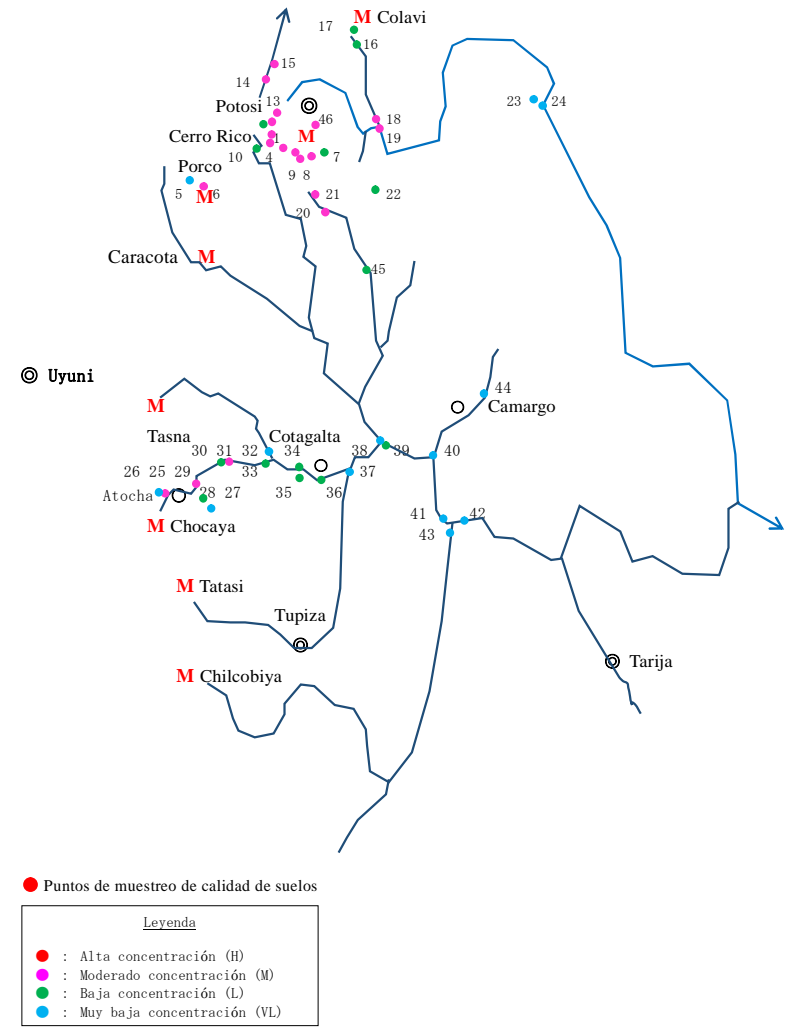 17
M Colavi
16
15
14
13
Potosi
46
18
23
24
Cerro Rico
1
M
19
10
4
7
Porco
9
8
5
6
M
21
22
20
Caracota
M
45
Uyuni
44
M
Camargo
Tasna
Cotagalta
30
31
32
34
38
39
40
26
25
29
33
37
Atocha
28
27
35
36
M Chocaya
41
42
43
M Tatasi
Tupiza
Tarija
M Chilcobiya
Puntos de muestreo de calidad de suelos
Leyenda
: Alta concentración (H)
: Moderado concentración (M)
: Baja concentración (L)
: Muy baja concentración (VL)